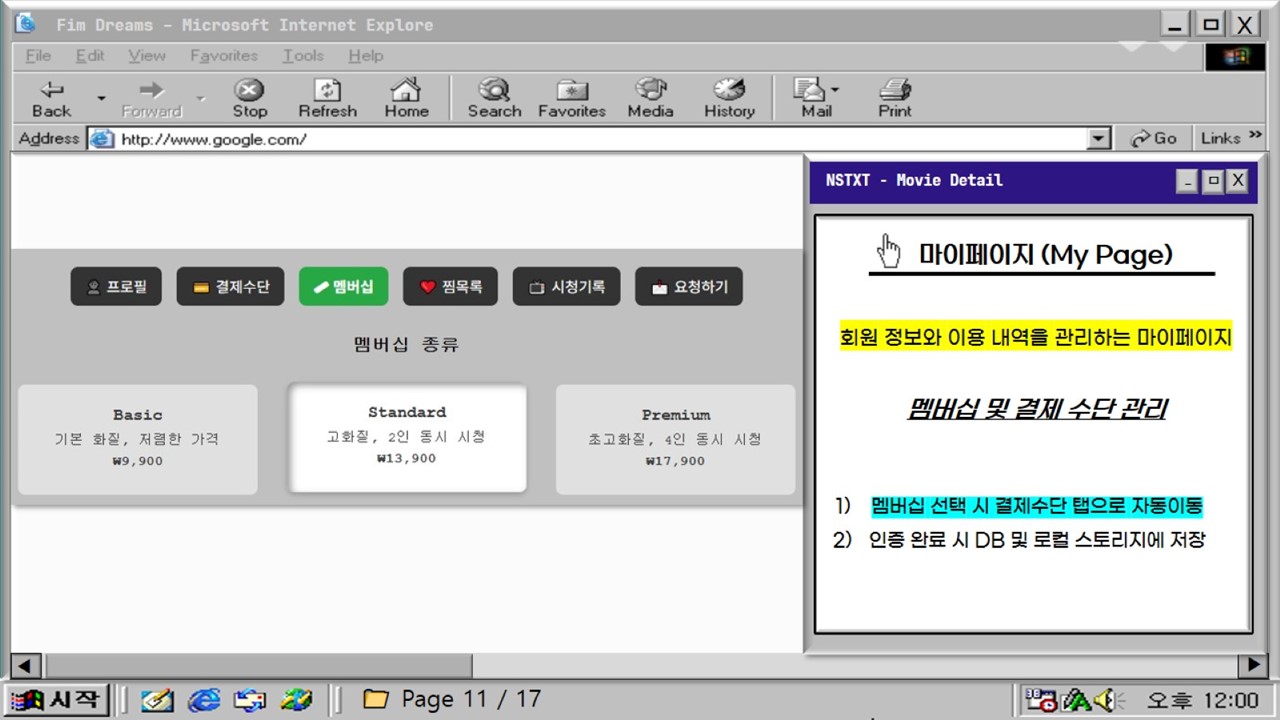 Fim Dreams - Microsoft Internet Explore
File Edit View Favorites Tools Help
Back Forward Stop Refresh Home Search Favorites Media History Mail Print
Address http://www.google.com/ Go Links »
NSTXT - Movie Detail
마이페이지 (My Page)
프로필 결제수단 멤버십 찜목록 시청기록 요청하기
회원 정보와 이용 내역을 관리하는 마이페이지
멤버십 종류
멤버십 및 결제 수단 관리
Basic
기본 화질, 저렴한 가격
₩9,900
Standard
고화질, 2인 동시 시청
₩13,900
Premium
초고화질, 4인 동시 시청
₩17,900
1) 멤버십 선택 시 결제수단 탭으로 자동이동
2) 인증 완료 시 DB 및 로컬 스토리지에 저장
시작 Page 11 / 17 오후 12:00